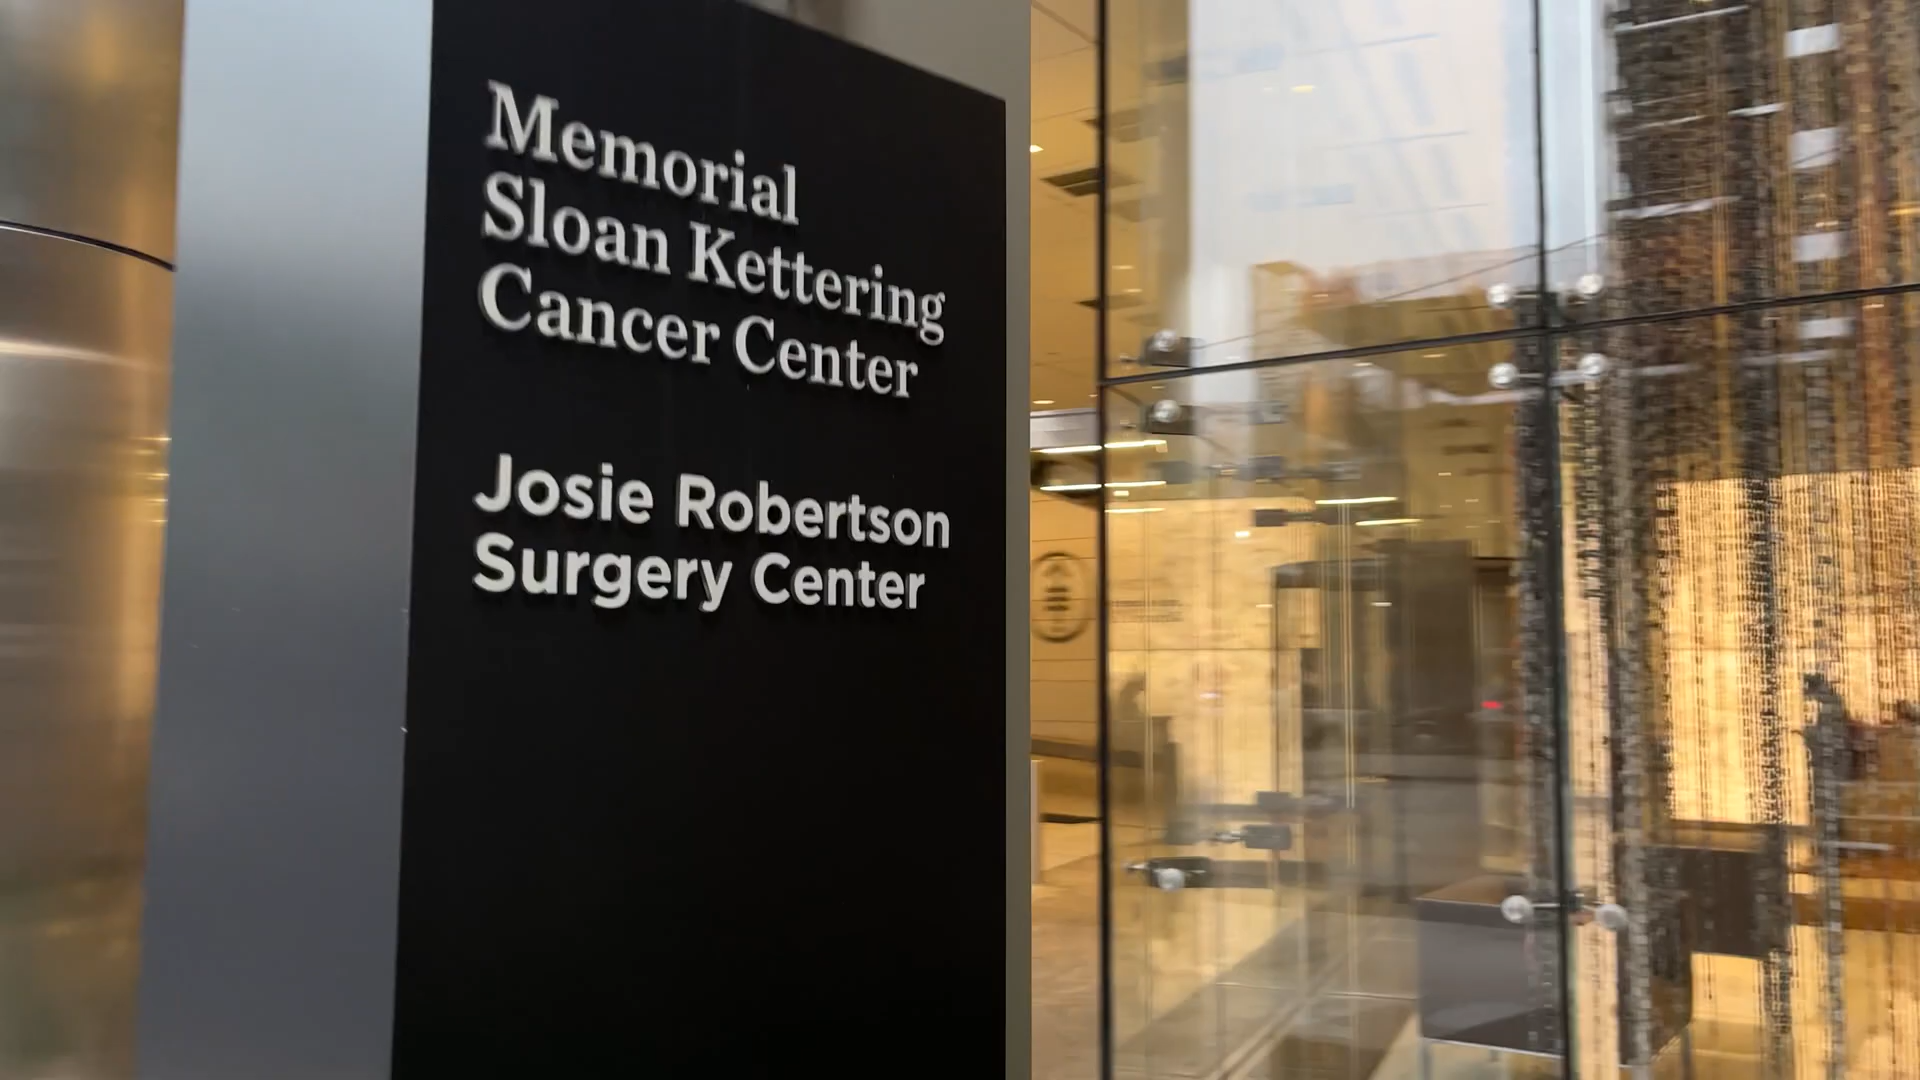 Memorial
Sloan Kettering
Cancer Center
Josie Robertson
Surgery Center